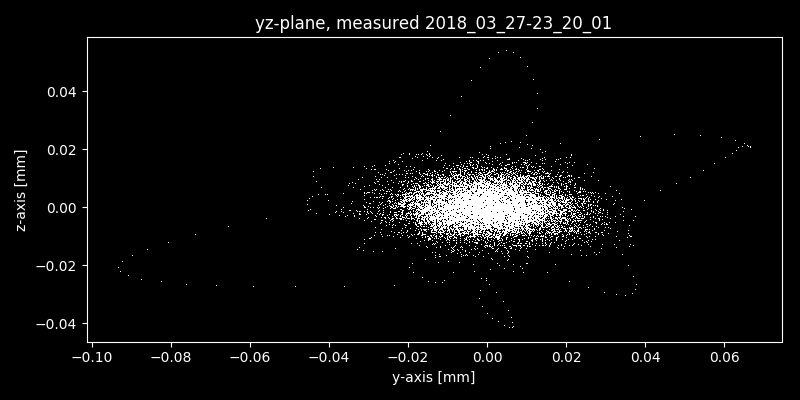 yz-plane, measured 2018_03_27-23_20_01
z-axis [mm]
0.04
0.02
0.00
−0.02
−0.04
−0.10 −0.08 −0.06 −0.04 −0.02 0.00 0.02 0.04 0.06
y-axis [mm]